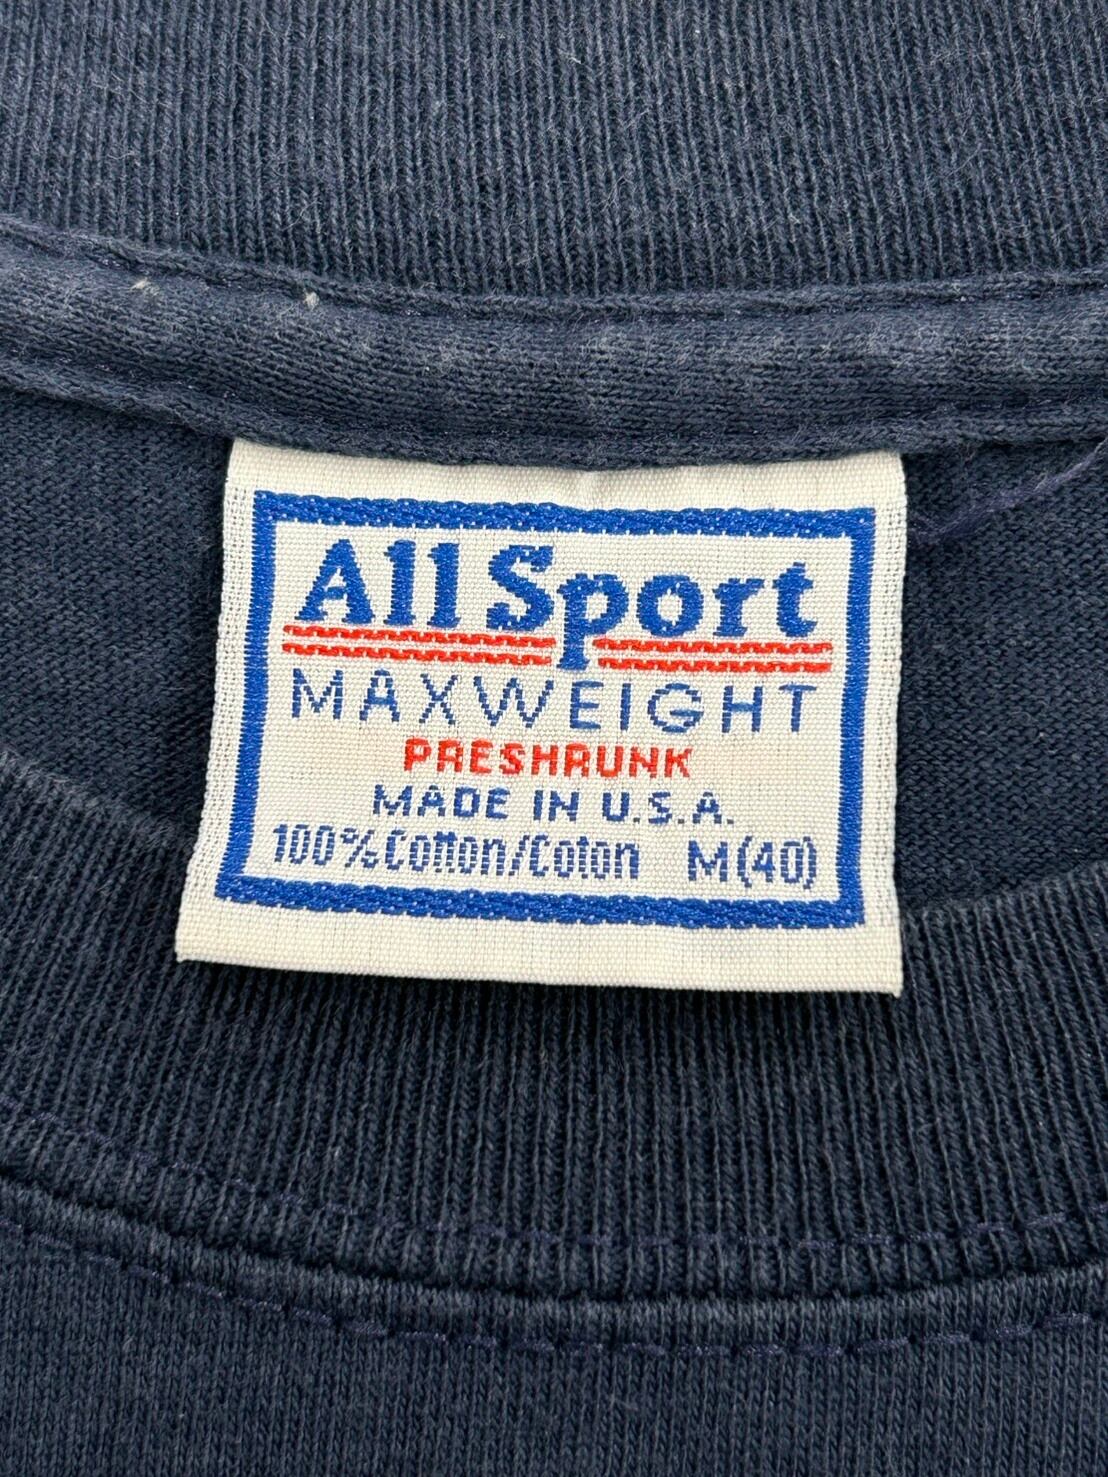 All Sport
MAXWEIGHT
PRESHRUNK
MADE IN U.S.A.
100% Cotton/Coton M(40)